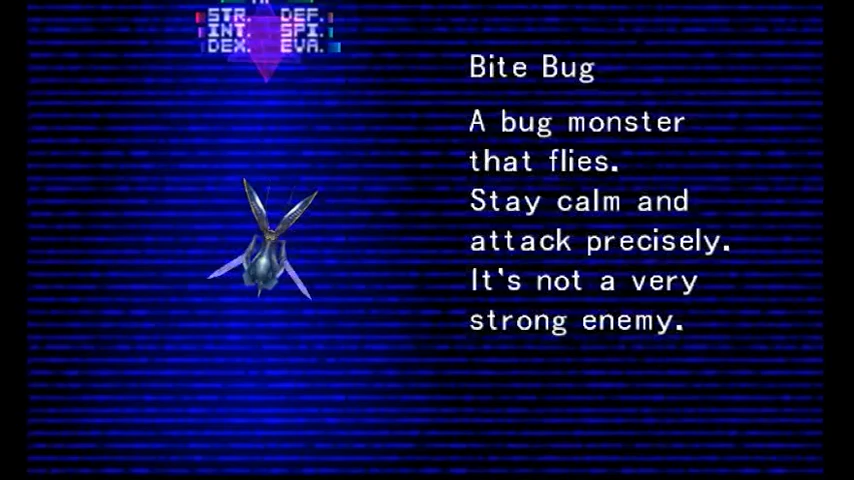 STR. DEF.
INT. SPI.
DEX. EVA.
Bite Bug
A bug monster
that flies.
Stay calm and
attack precisely.
It's not a very
strong enemy.